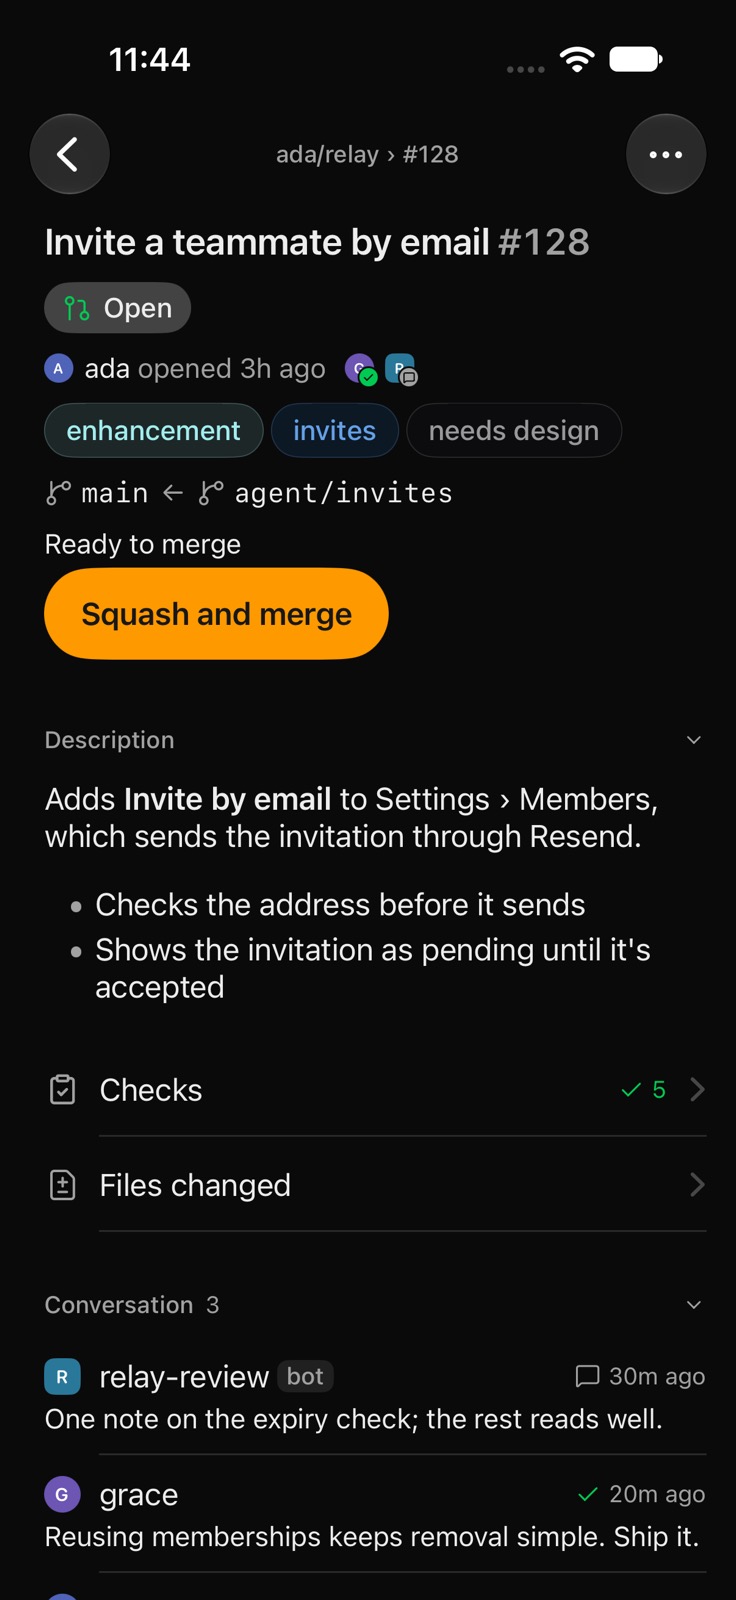 11:44
ada/relay › #128
Invite a teammate by email #128
Open
A ada opened 3h ago G R
enhancement invites needs design
main ← agent/invites
Ready to merge
Squash and merge
Description
Adds Invite by email to Settings › Members,
which sends the invitation through Resend.
• Checks the address before it sends
• Shows the invitation as pending until it's
accepted
Checks 5
Files changed
Conversation 3
R relay-review bot 30m ago
One note on the expiry check; the rest reads well.
G grace 20m ago
Reusing memberships keeps removal simple. Ship it.